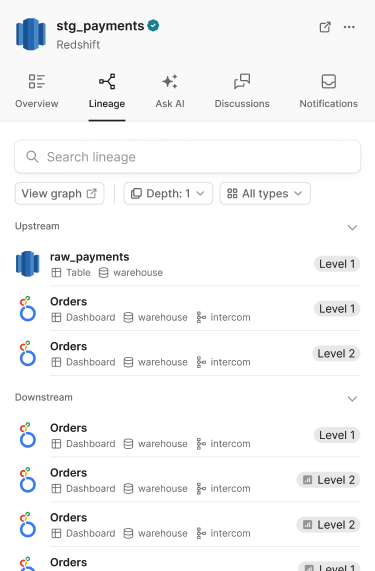 stg_payments
Redshift
Overview
Lineage
Ask AI
Discussions
Notifications
Search lineage
View graph
Depth: 1
All types
Upstream
raw_payments
Level 1
Table warehouse
Orders
Level 1
Dashboard warehouse intercom
Orders
Level 2
Dashboard warehouse intercom
Downstream
Orders
Level 1
Dashboard warehouse intercom
Orders
Level 2
Dashboard warehouse intercom
Orders
Level 2
Dashboard warehouse intercom
Orders
Level 1